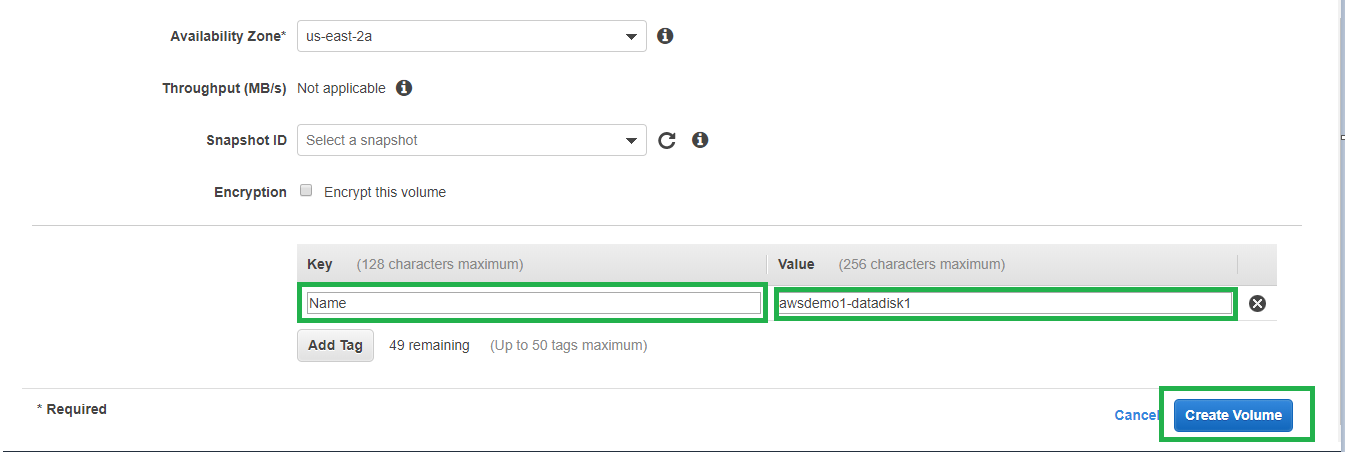 Availability Zone* us-east-2a
Throughput (MB/s) Not applicable
Snapshot ID Select a snapshot
Encryption Encrypt this volume
Key (128 characters maximum) Value (256 characters maximum)
Name awsdemo1-datadisk1
Add Tag 49 remaining (Up to 50 tags maximum)
* Required
Cancel Create Volume